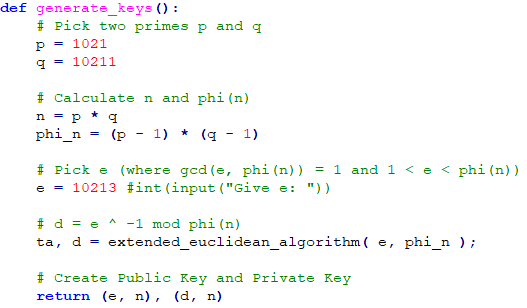 def generate_keys():
    # Pick two primes p and q
    p = 1021
    q = 10211

    # Calculate n and phi(n)
    n = p * q
    phi_n = (p - 1) * (q - 1)

    # Pick e (where gcd(e, phi(n)) = 1 and 1 < e < phi(n))
    e = 10213 #int(input("Give e: "))

    # d = e ^ -1 mod phi(n)
    ta, d = extended_euclidean_algorithm( e, phi_n );

    # Create Public Key and Private Key
    return (e, n), (d, n)